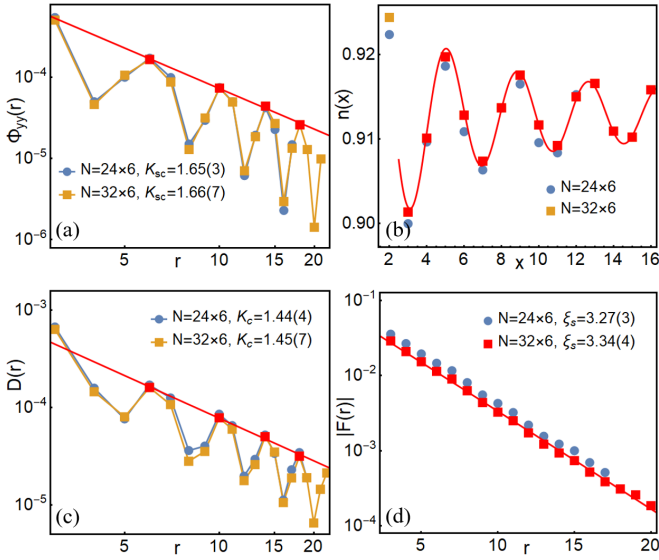 10⁻⁴
10⁻⁵
10⁻⁶
Φyy(r)
N=24×6, Ksc=1.65(3)
N=32×6, Ksc=1.66(7)
(a)
5 10 15 20
r
0.92
0.91
0.90
n(x)
N=24×6
N=32×6
(b)
2 4 6 8 10 12 14 16
x
10⁻³
10⁻⁴
10⁻⁵
D(r)
N=24×6, Kc=1.44(4)
N=32×6, Kc=1.45(7)
(c)
5 10 15 20
r
10⁻¹
10⁻²
10⁻³
10⁻⁴
|F(r)|
N=24×6, ξs=3.27(3)
N=32×6, ξs=3.34(4)
(d)
5 10 15 20
r